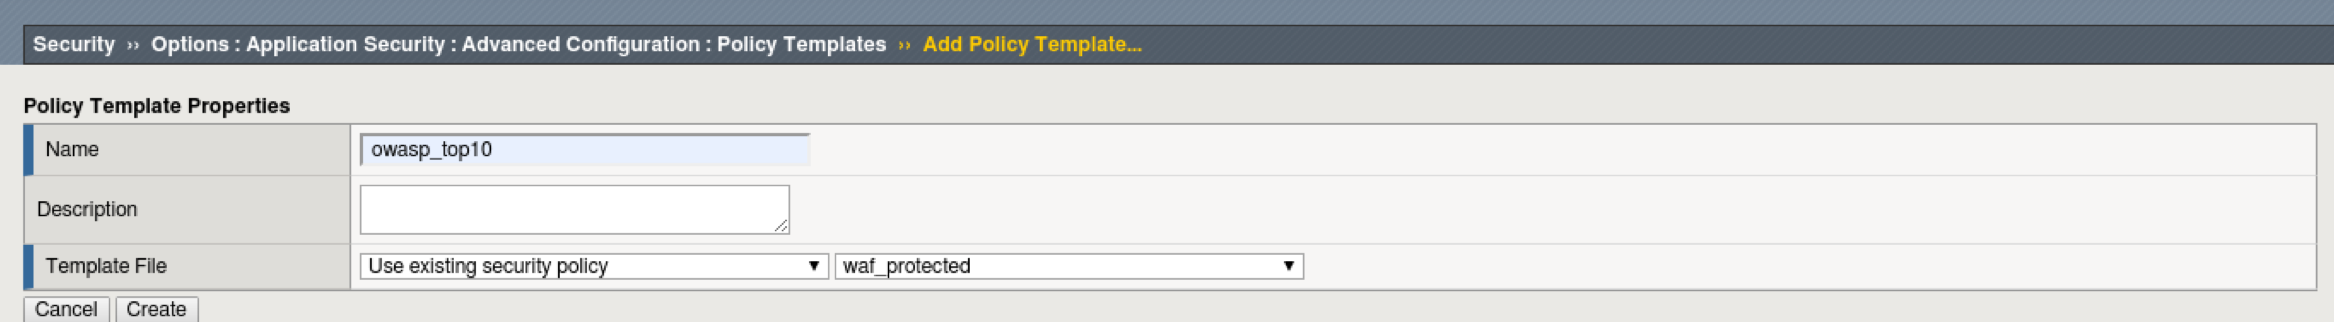 Security ›› Options : Application Security : Advanced Configuration : Policy Templates ›› Add Policy Template...
Policy Template Properties
Name owasp_top10
Description
Template File Use existing security policy waf_protected
Cancel Create